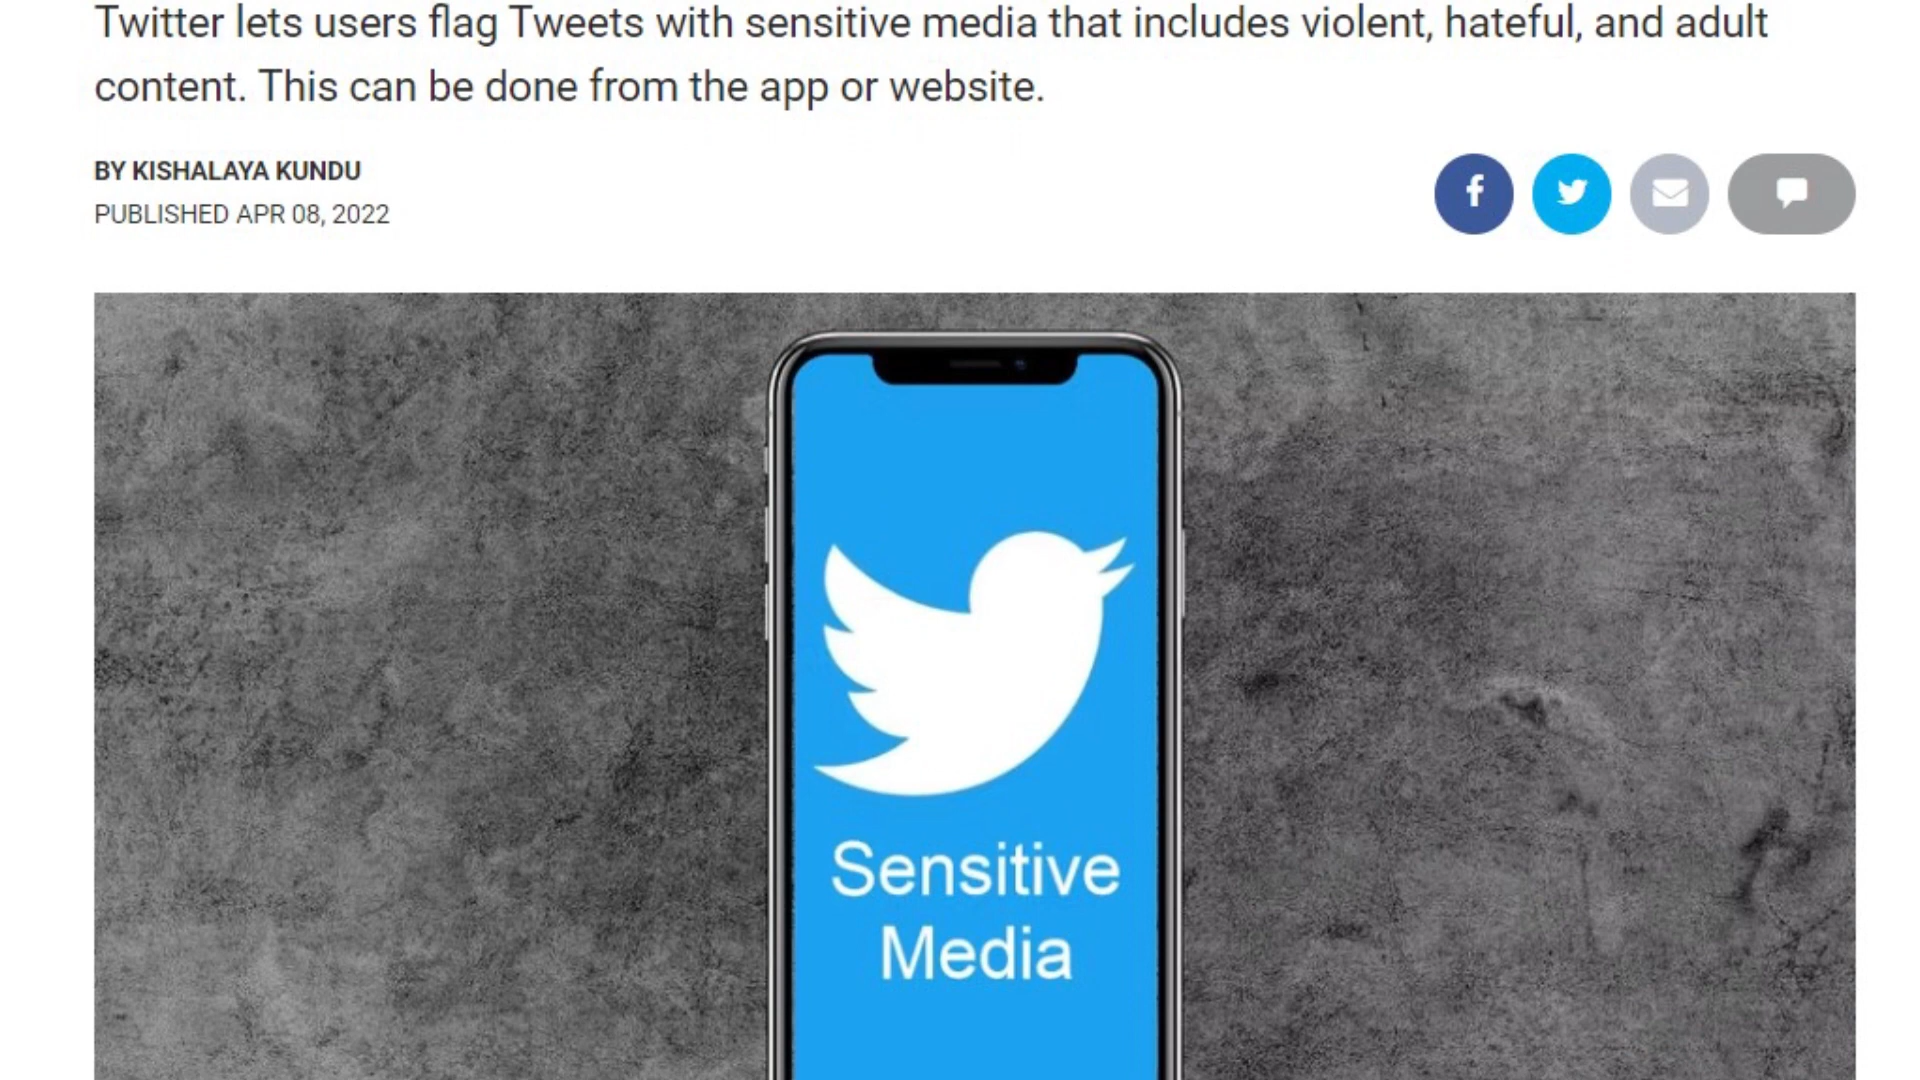 Twitter lets users flag Tweets with sensitive media that includes violent, hateful, and adult
content. This can be done from the app or website.
BY KISHALAYA KUNDU
PUBLISHED APR 08, 2022
Sensitive
Media